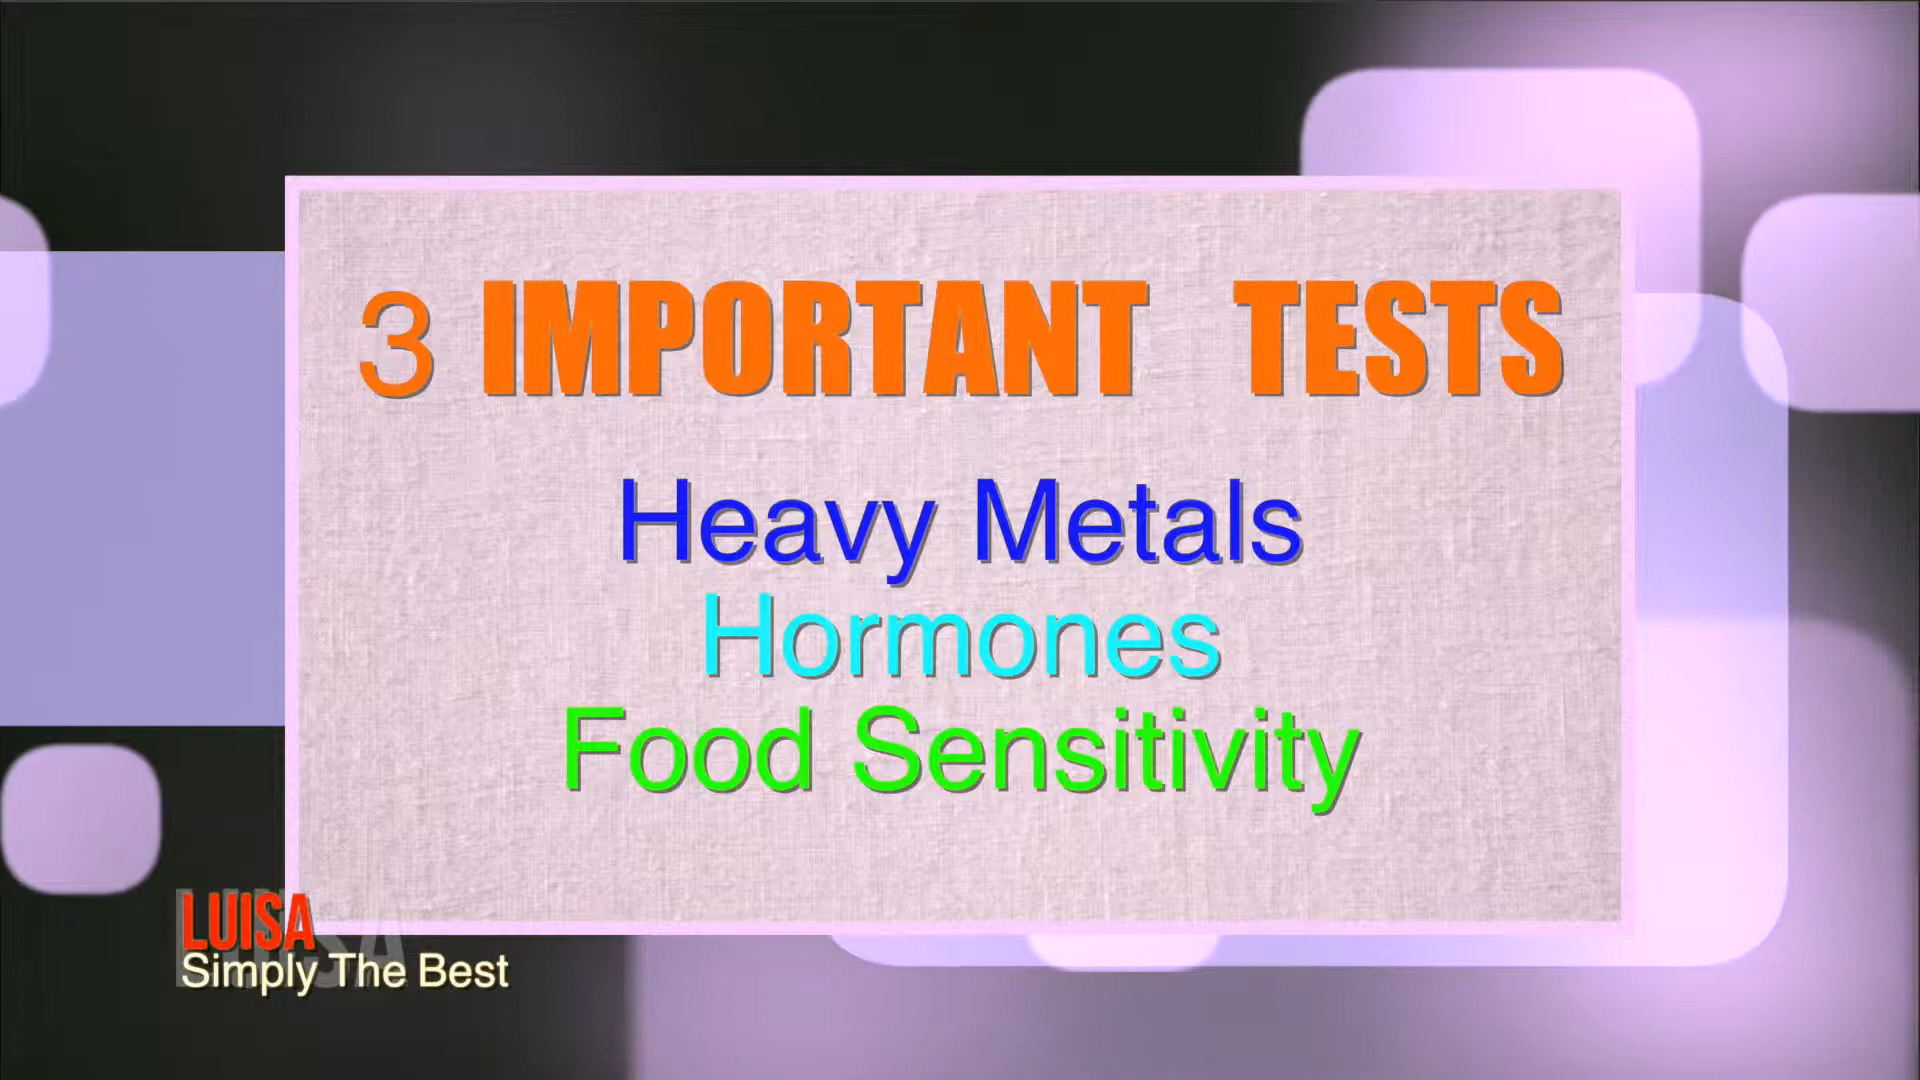 3 IMPORTANT TESTS
Heavy Metals
Hormones
Food Sensitivity
LUISA
Simply The Best